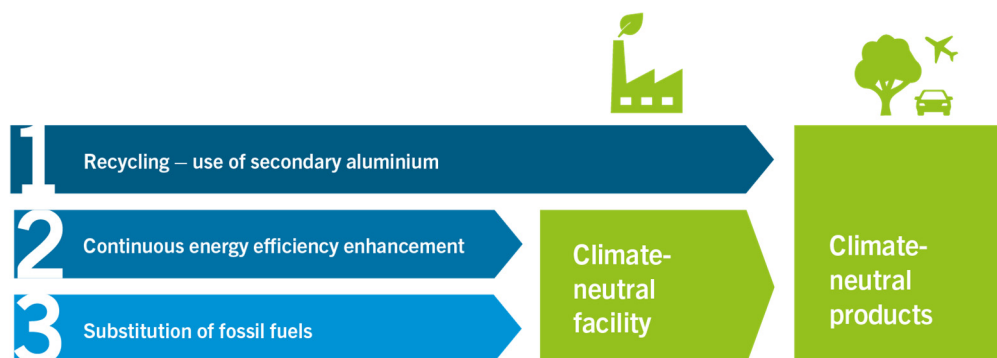 1
Recycling – use of secondary aluminium
2
Continuous energy efficiency enhancement
3
Substitution of fossil fuels
Climate-
neutral
facility
Climate-
neutral
products